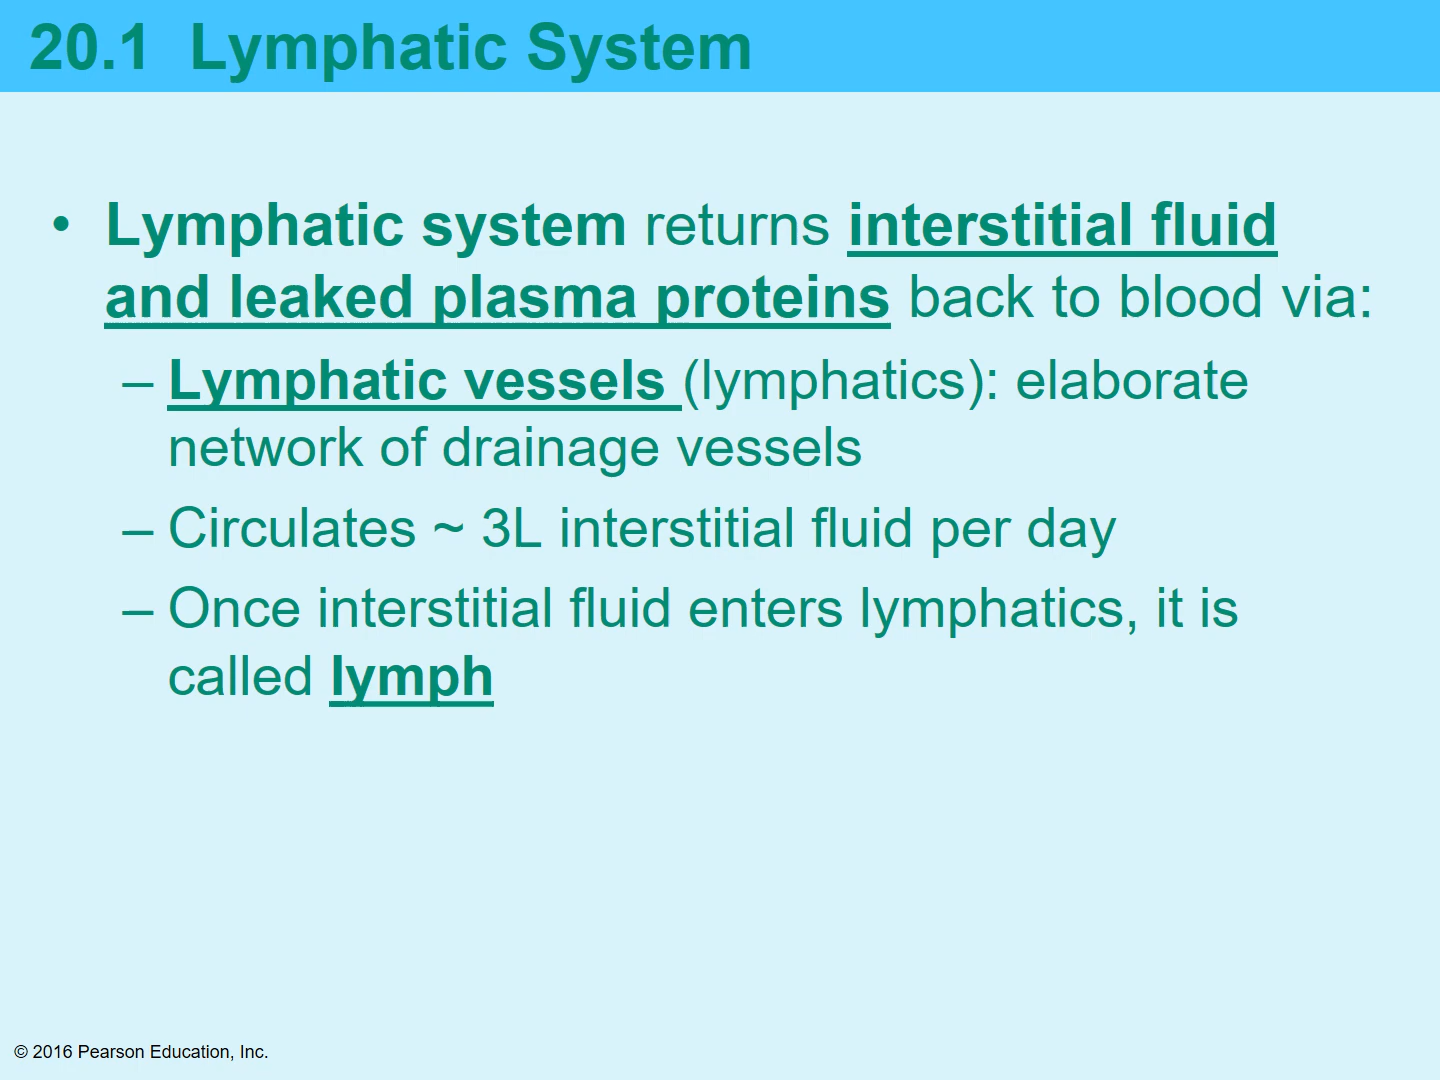 20.1 Lymphatic System
• Lymphatic system returns interstitial fluid
and leaked plasma proteins back to blood via:
– Lymphatic vessels (lymphatics): elaborate
network of drainage vessels
– Circulates ~ 3L interstitial fluid per day
– Once interstitial fluid enters lymphatics, it is
called lymph
© 2016 Pearson Education, Inc.